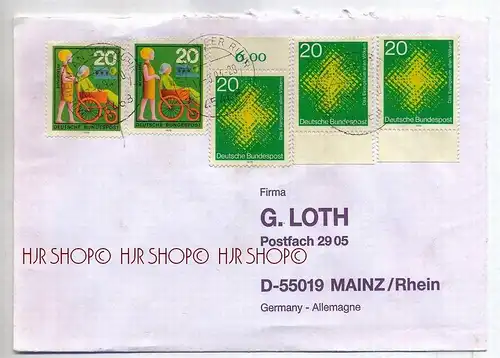 20
DEUTSCHE BUNDESPOST
20
DEUTSCHE BUNDESPOST
6,00
20
Deutsche Bundespost
20
Deutsche Bundespost
20
Deutsche Bundespost
Firma
G. LOTH
Postfach 29 05
D-55019 MAINZ/Rhein
Germany - Allemagne
HJR SHOP© HJR SHOP© HJR SHOP©